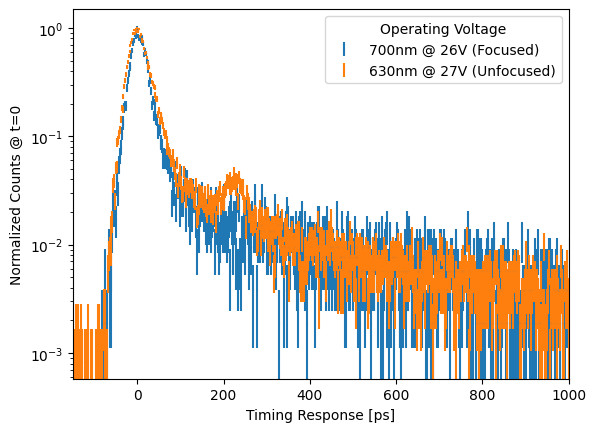 Operating Voltage
700nm @ 26V (Focused)
630nm @ 27V (Unfocused)
Normalized Counts @ t=0
10⁰
10⁻¹
10⁻²
10⁻³
0
200
400
600
800
1000
Timing Response [ps]